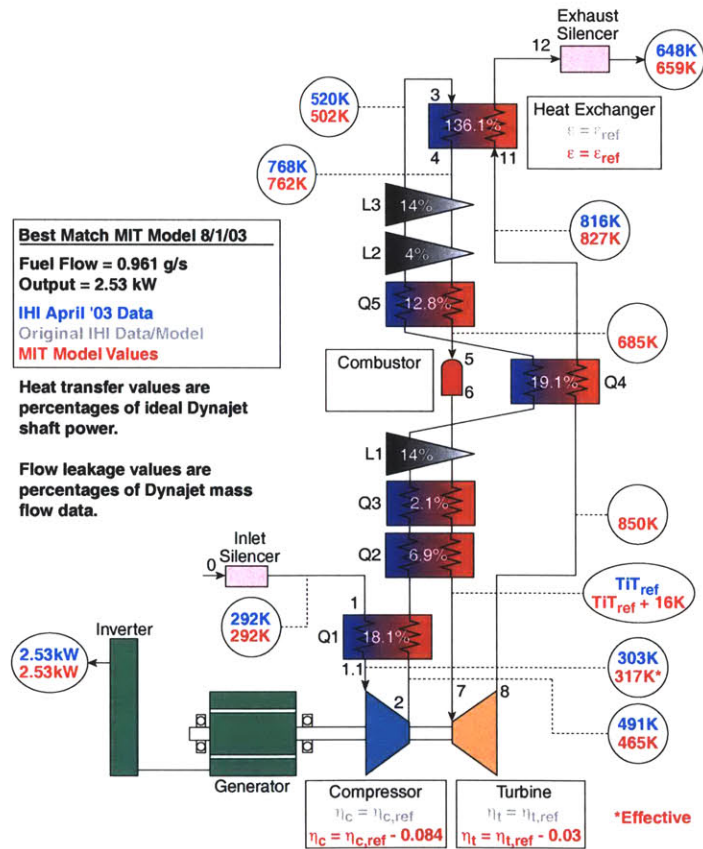 Exhaust
Silencer
12
648K
659K
520K
502K
3
136.1%
4
11
Heat Exchanger
ε = εref
ε = εref
768K
762K
L3
14%
816K
827K
L2
4%
Q5
12.8%
Best Match MIT Model 8/1/03
Fuel Flow = 0.961 g/s
Output = 2.53 kW
IHI April '03 Data
Original IHI Data/Model
MIT Model Values
685K
Combustor
5
6
19.1%
Q4
Heat transfer values are
percentages of ideal Dynajet
shaft power.
L1
14%
Flow leakage values are
percentages of Dynajet mass
flow data.
Q3
2.1%
850K
Q2
6.9%
Inlet
Silencer
0
TiTref
TiTref + 16K
1
292K
292K
Q1
18.1%
Inverter
2.53kW
2.53kW
1.1
303K
317K*
2
7
8
491K
465K
Generator
Compressor
ηc = ηc,ref
ηc = ηc,ref - 0.084
Turbine
ηt = ηt,ref
ηt = ηt,ref - 0.03
*Effective